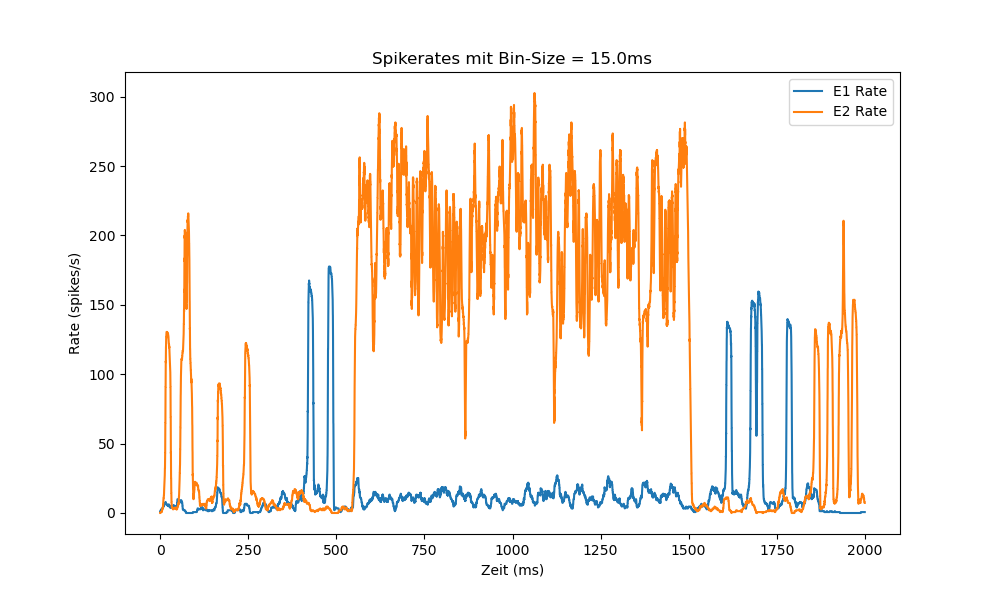 Spikerates mit Bin-Size = 15.0ms
E1 Rate
E2 Rate
300
250
200
150
100
50
0
Rate (spikes/s)
0 250 500 750 1000 1250 1500 1750 2000
Zeit (ms)